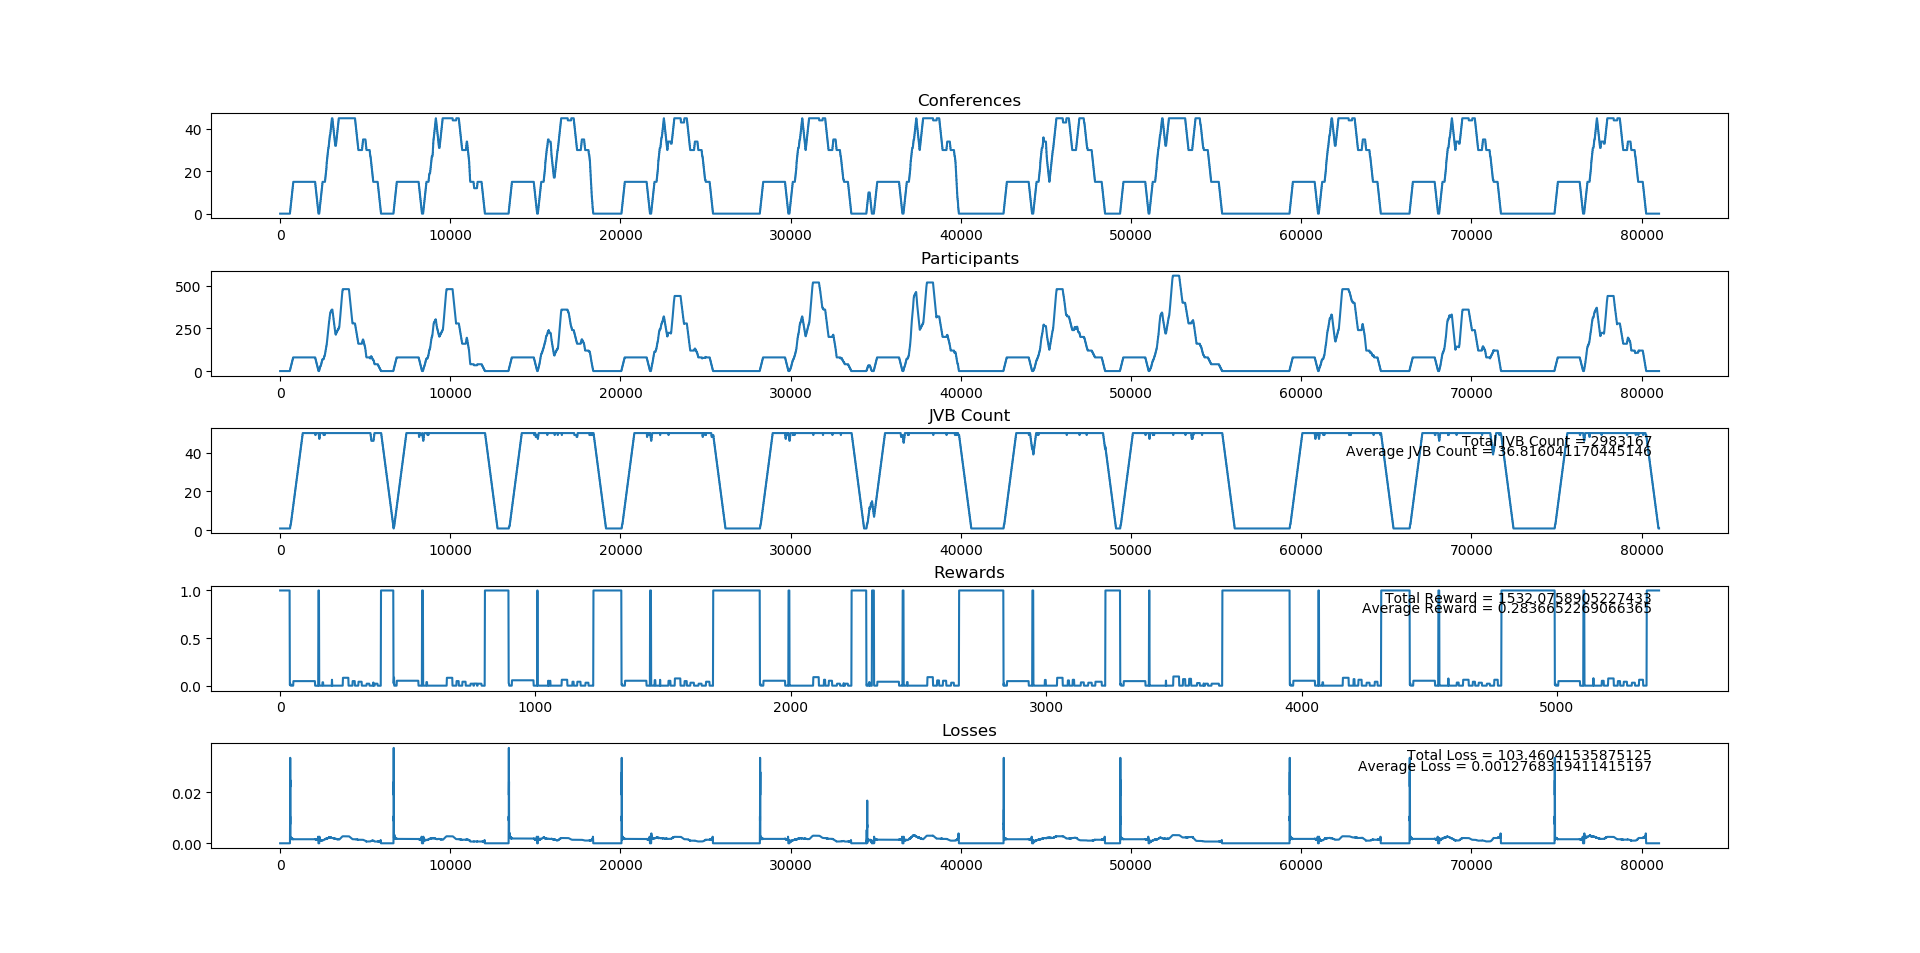 Conferences
40
20
0
0 10000 20000 30000 40000 50000 60000 70000 80000
Participants
500
250
0
0 10000 20000 30000 40000 50000 60000 70000 80000
JVB Count
Total JVB Count = 2983167
Average JVB Count = 36.816041170445146
40
20
0
0 10000 20000 30000 40000 50000 60000 70000 80000
Rewards
Total Reward = 1532.0758905227433
Average Reward = 0.2836652269066365
1.0
0.5
0.0
0 1000 2000 3000 4000 5000
Losses
Total Loss = 103.46041535875125
Average Loss = 0.0012768319411415197
0.02
0.00
0 10000 20000 30000 40000 50000 60000 70000 80000